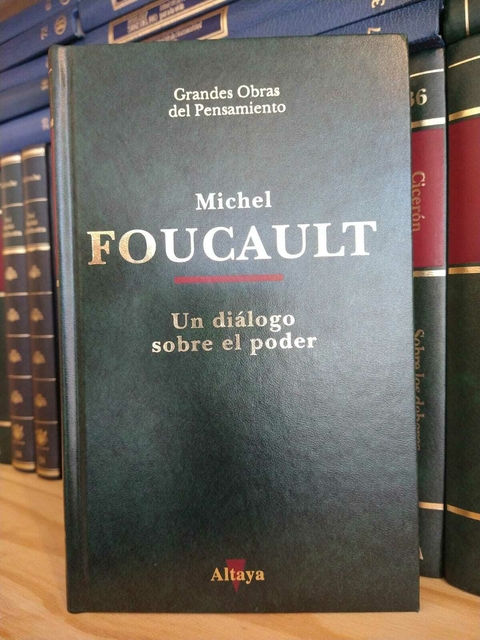 Grandes Obras
del Pensamiento
Michel
FOUCAULT
Un diálogo
sobre el poder
Altaya
36
Cicerón